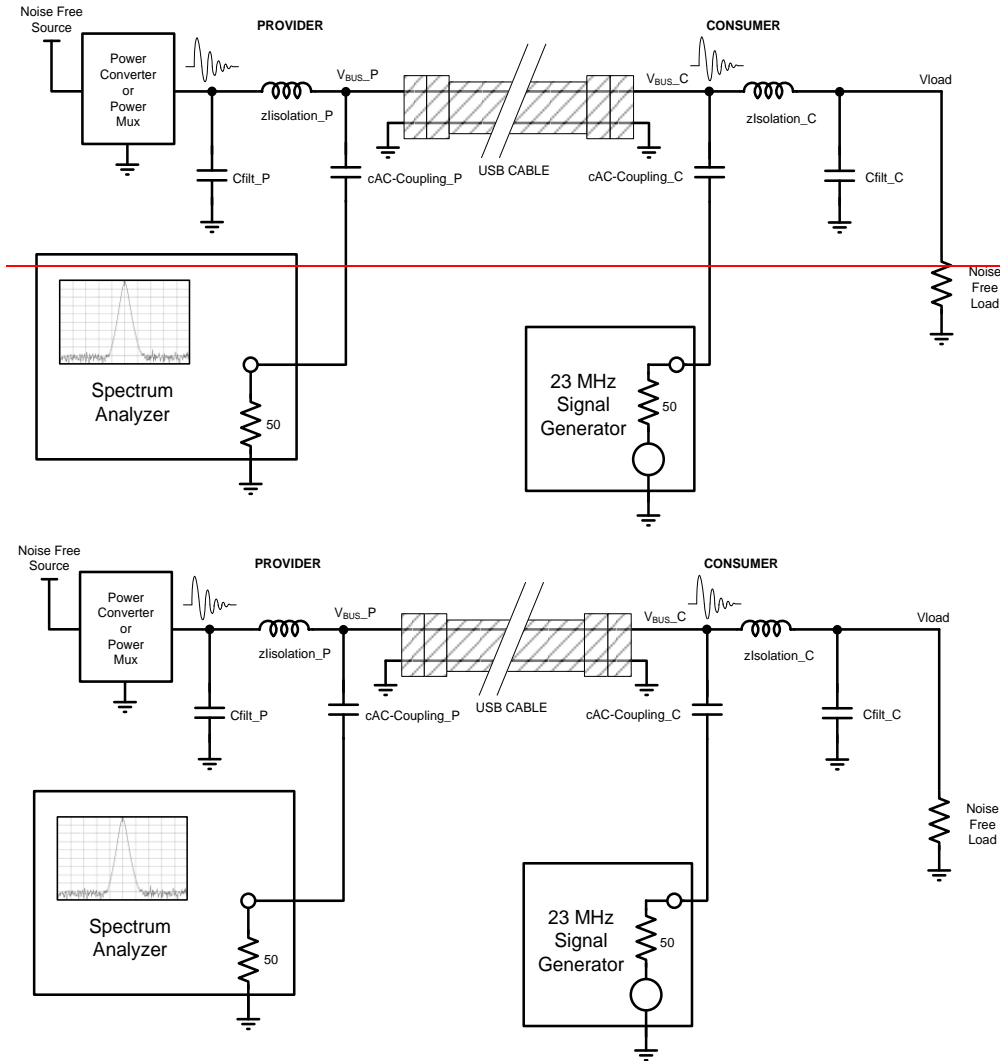 Noise Free
Source
PROVIDER
CONSUMER
Power
Converter
or
Power
Mux
VBUS_P
VBUS_C
Vload
zIisolation_P
zIsolation_C
USB CABLE
Cfilt_P
cAC-Coupling_P
cAC-Coupling_C
Cfilt_C
Noise
Free
Load
Spectrum
Analyzer
50
23 MHz
Signal
Generator
50
Noise Free
Source
PROVIDER
CONSUMER
Power
Converter
or
Power
Mux
VBUS_P
VBUS_C
Vload
zIisolation_P
zIsolation_C
USB CABLE
Cfilt_P
cAC-Coupling_P
cAC-Coupling_C
Cfilt_C
Noise
Free
Load
Spectrum
Analyzer
50
23 MHz
Signal
Generator
50